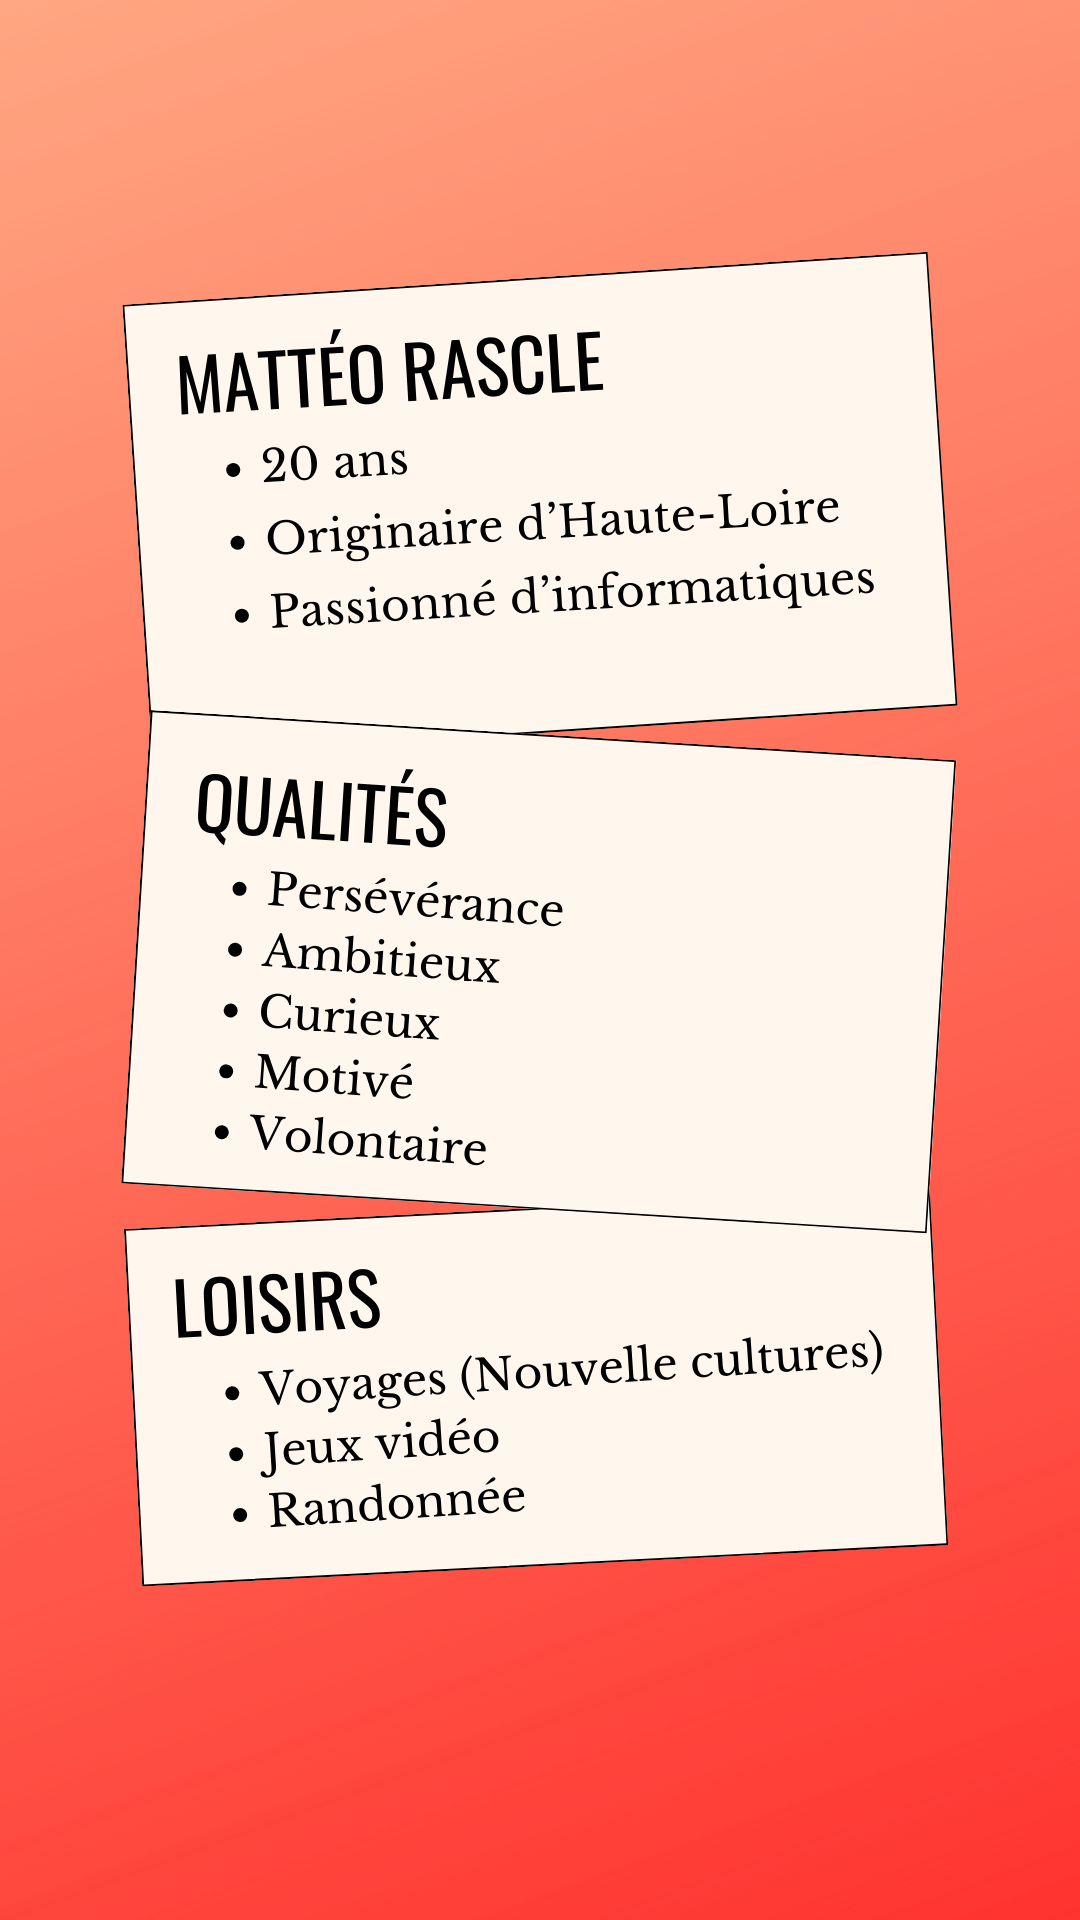 MATTÉO RASCLE
• 20 ans
• Originaire d’Haute-Loire
• Passionné d’informatiques
QUALITÉS
• Persévérance
• Ambitieux
• Curieux
• Motivé
• Volontaire
LOISIRS
• Voyages (Nouvelle cultures)
• Jeux vidéo
• Randonnée